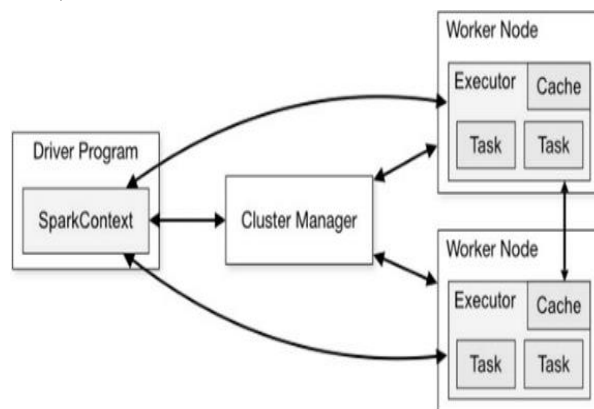 Worker Node
Executor
Cache
Task
Task
Driver Program
SparkContext
Cluster Manager
Worker Node
Executor
Cache
Task
Task